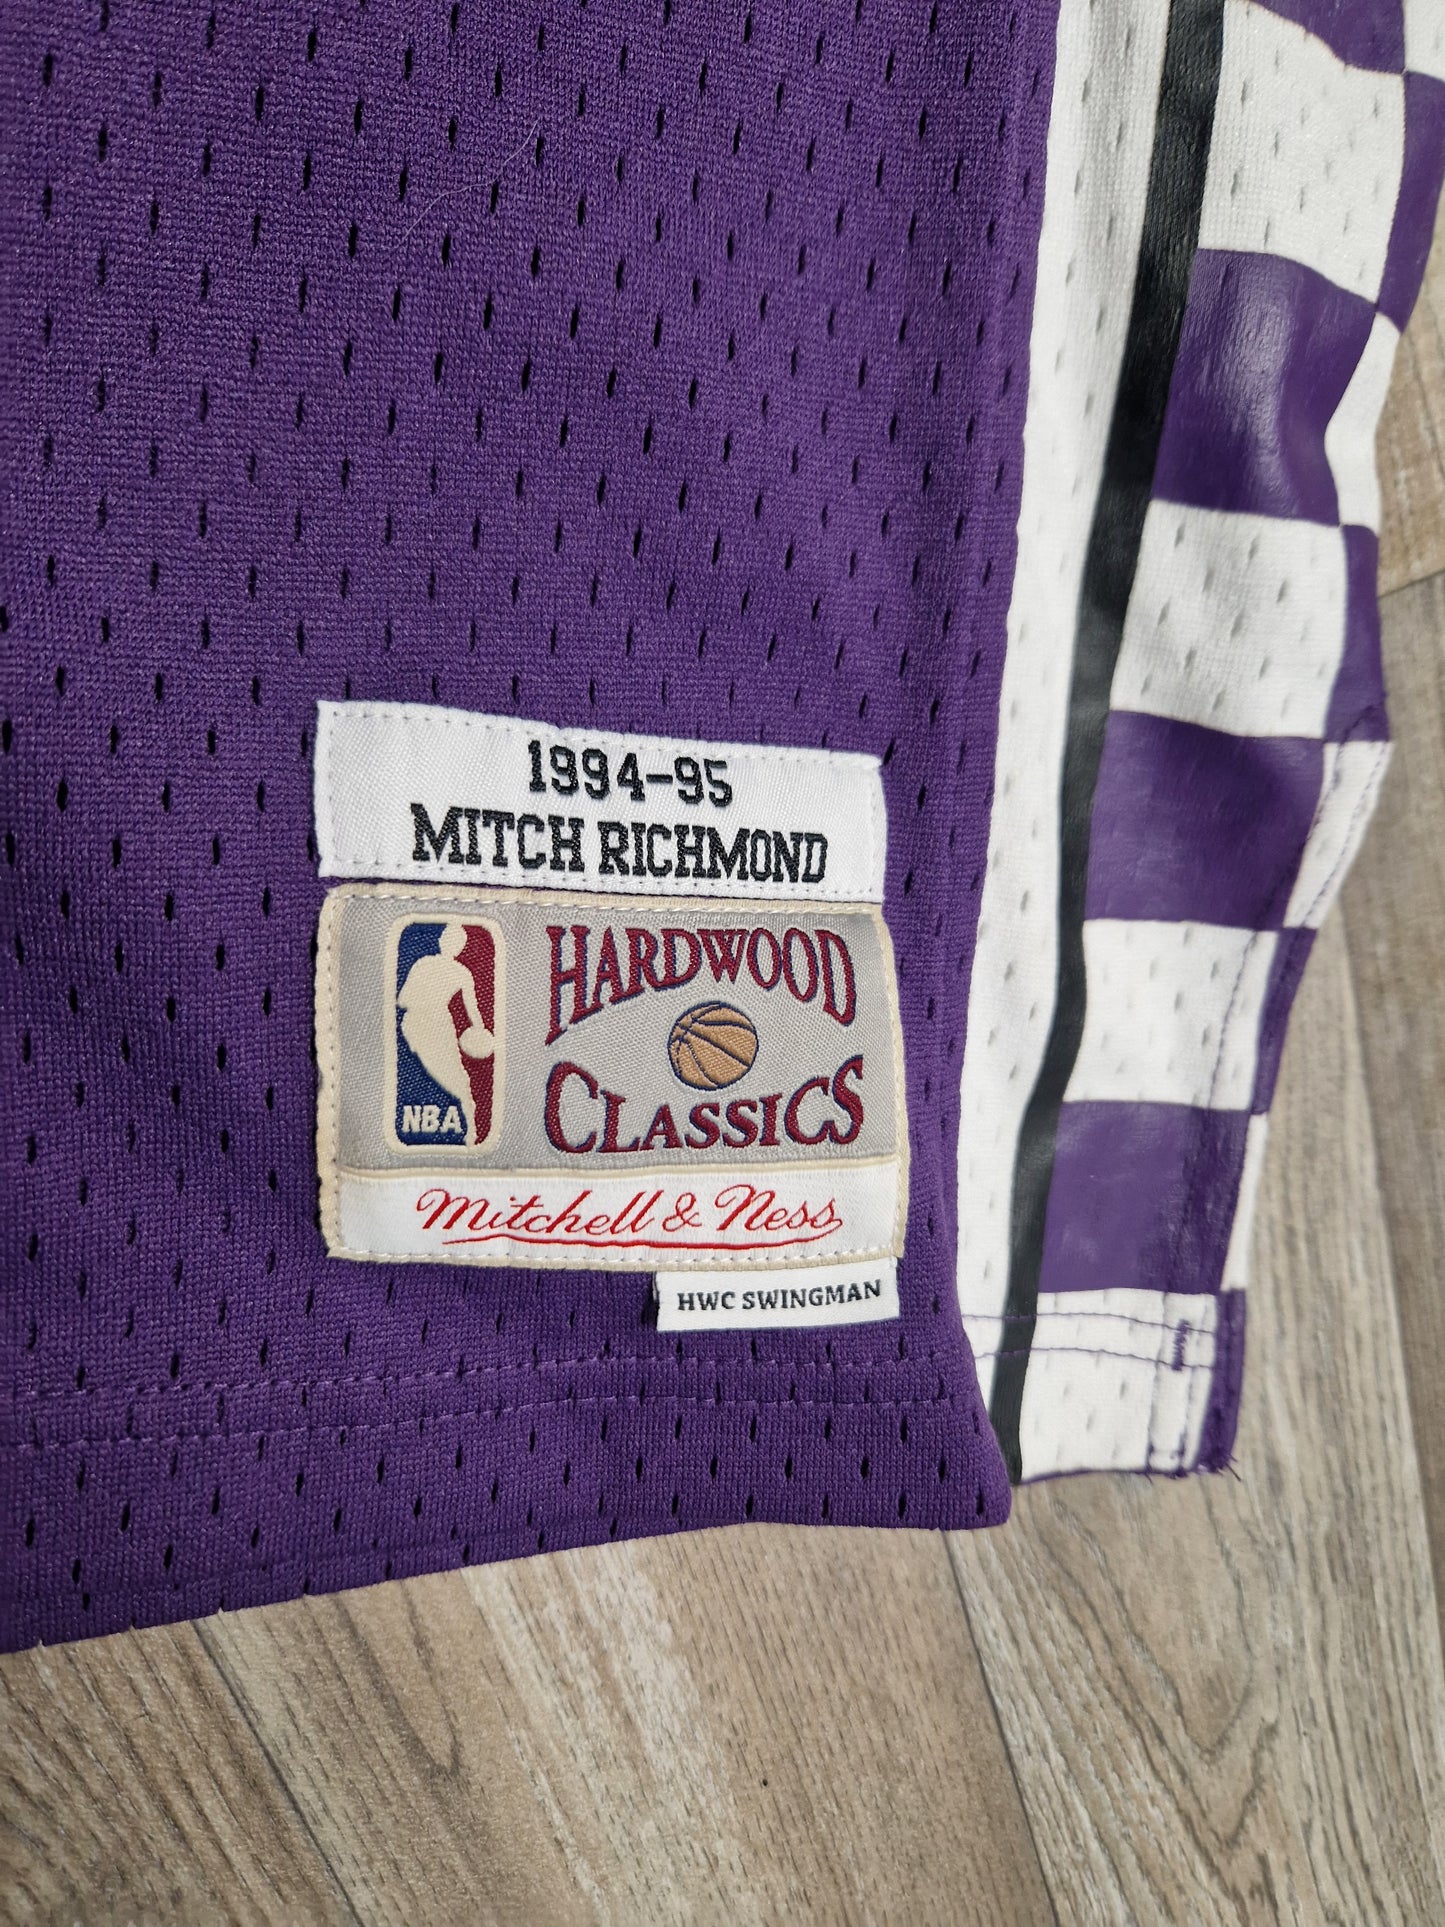 1994-95
MITCH RICHMOND
HARDWOOD
CLASSICS
NBA
Mitchell & Ness
HWC SWINGMAN